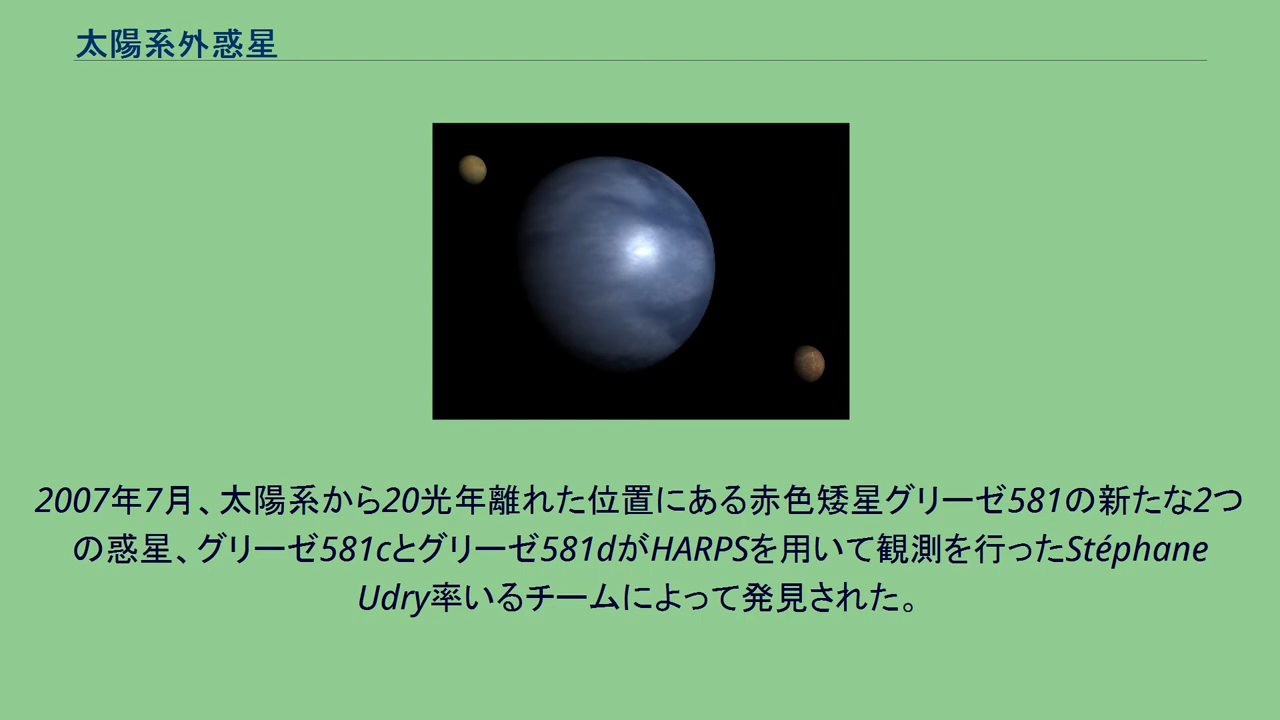 太陽系外惑星
2007年7月、太陽系から20光年離れた位置にある赤色矮星グリーゼ581の新たな2つ
の惑星、グリーゼ581cとグリーゼ581dがHARPSを用いて観測を行ったStéphane
Udry率いるチームによって発見された。